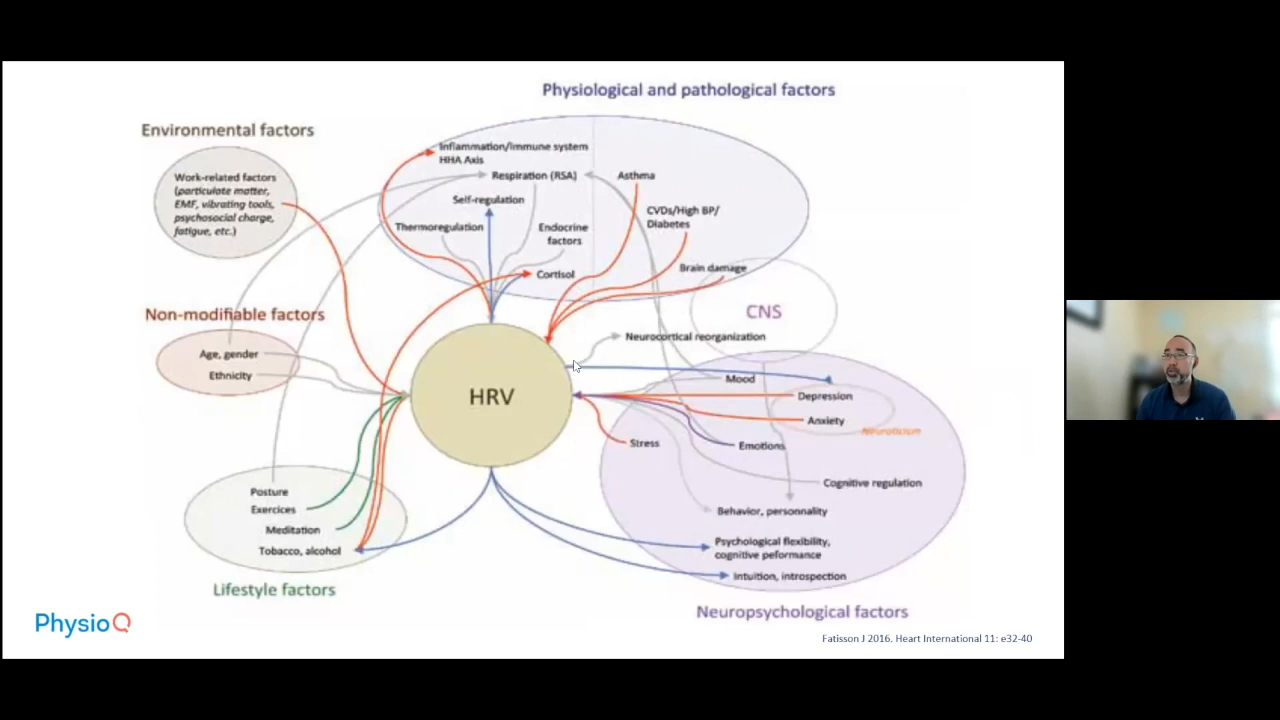 Physiological and pathological factors
Environmental factors
Work-related factors
(particulate matter,
EMF, vibrating tools,
psychosocial charge,
fatigue, etc.)
Inflammation/Immune system
HHA Axis
Respiration (RSA)
Self-regulation
Thermoregulation
Endocrine
factors
Cortisol
Asthma
CVDs/High BP/
Diabetes
Brain damage
CNS
Non-modifiable factors
Age, gender
Ethnicity
HRV
Neurocortical reorganization
Mood
Depression
Anxiety
Neuroticism
Stress
Emotions
Cognitive regulation
Behavior, personnality
Psychological flexibility,
cognitive peformance
Intuition, introspection
Neuropsychological factors
Posture
Exercices
Meditation
Tobacco, alcohol
Lifestyle factors
PhysioQ
Fatisson J 2016. Heart International 11: e32-40